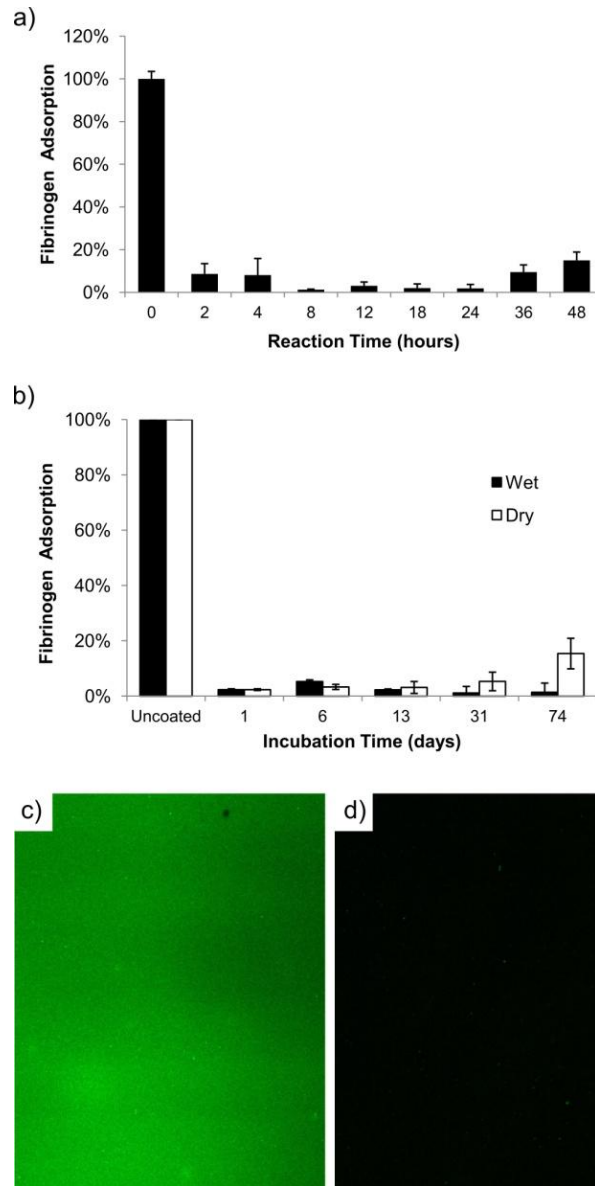 a)
120%
100%
80%
60%
40%
20%
0%
Fibrinogen Adsorption
0 2 4 8 12 18 24 36 48
Reaction Time (hours)
b)
100%
80%
60%
40%
20%
0%
Fibrinogen Adsorption
Wet
Dry
Uncoated 1 6 13 31 74
Incubation Time (days)
c) d)